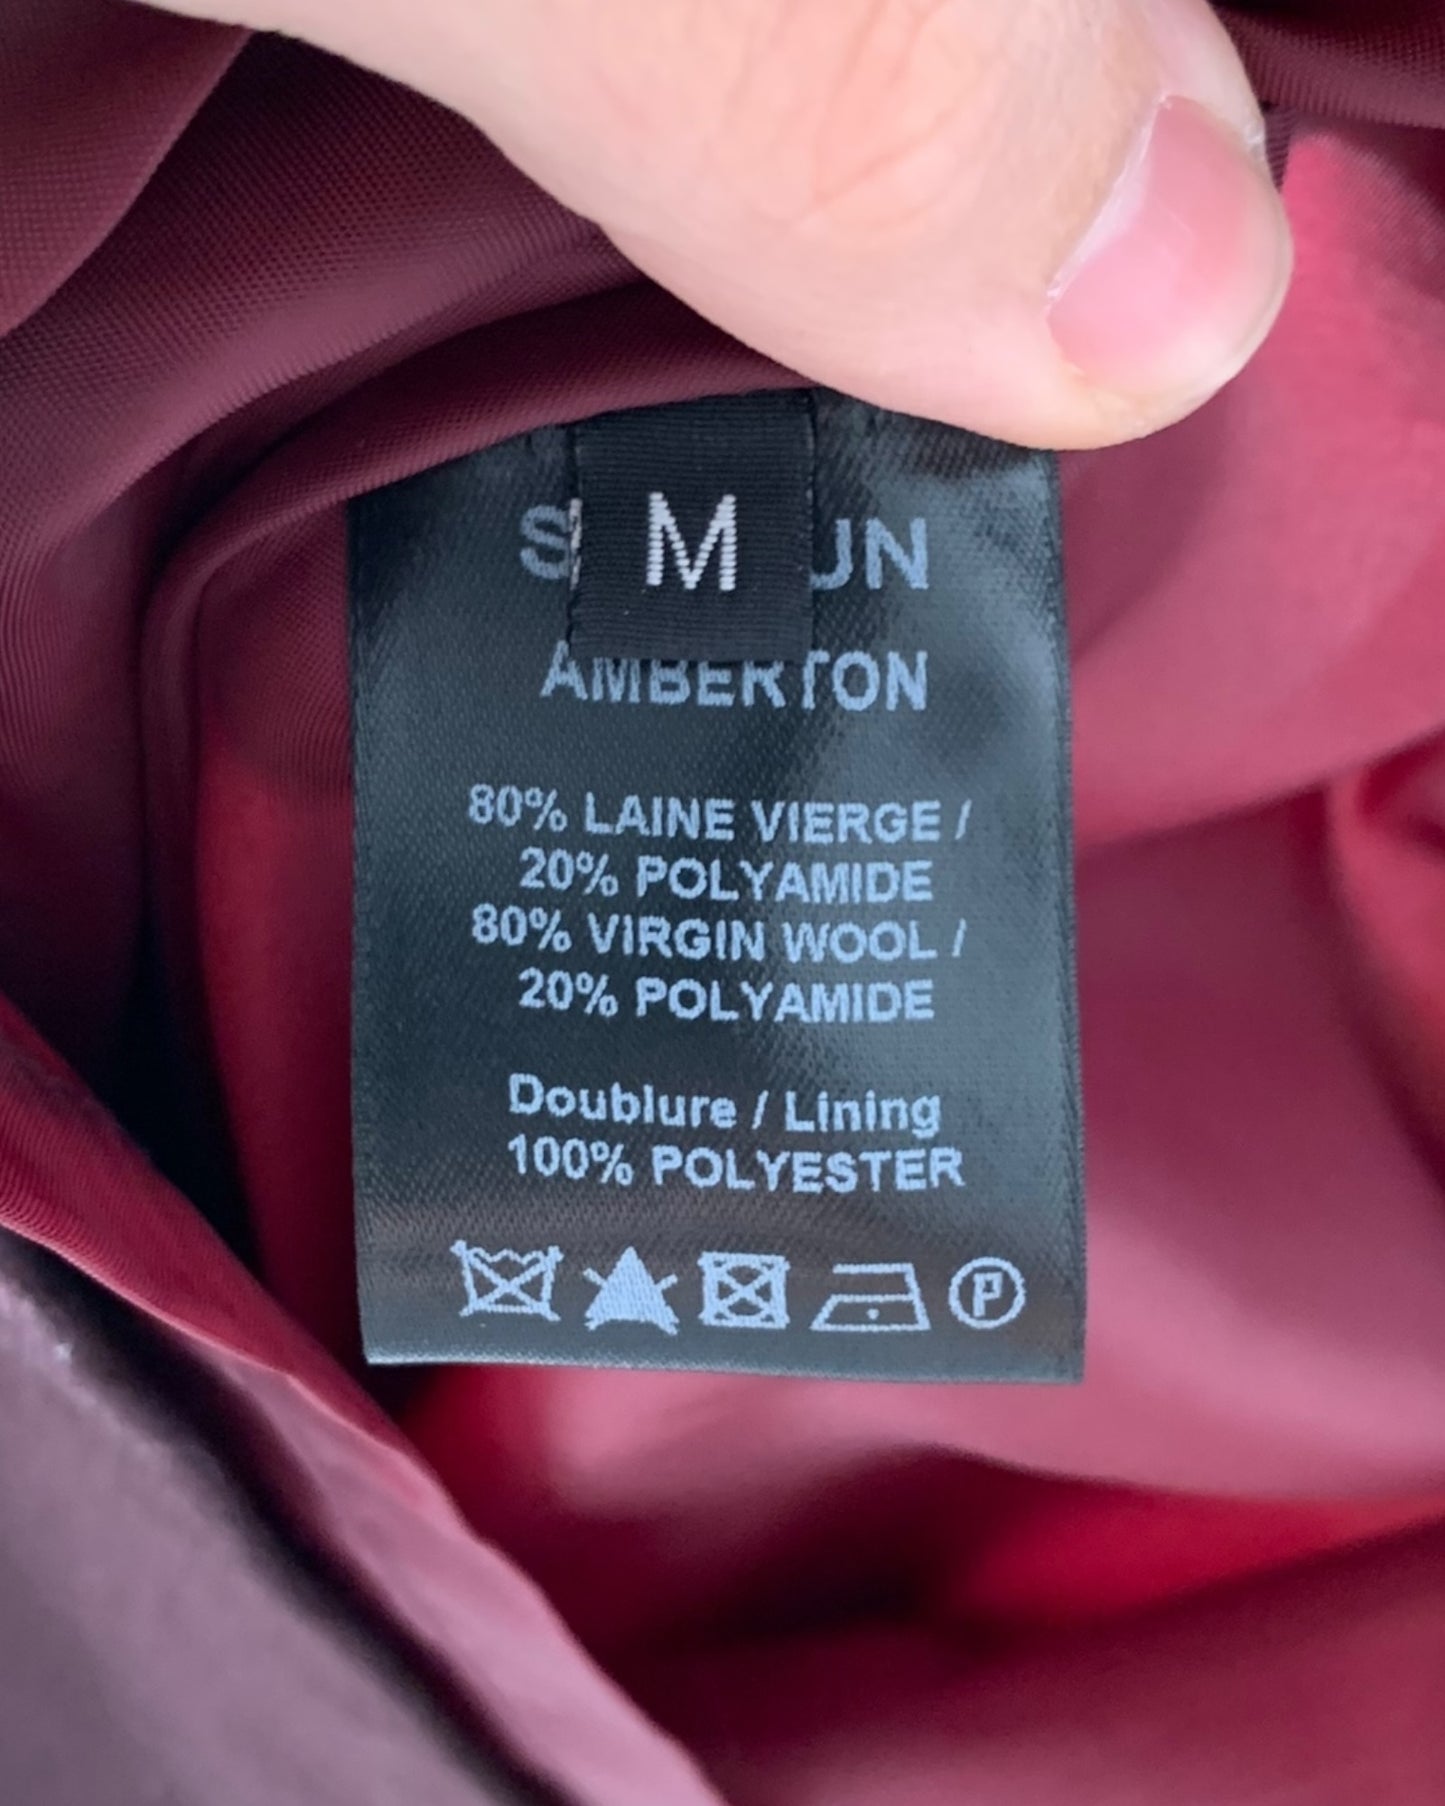 M
AMBERTON
80% LAINE VIERGE /
20% POLYAMIDE
80% VIRGIN WOOL /
20% POLYAMIDE
Doublure / Lining
100% POLYESTER
P